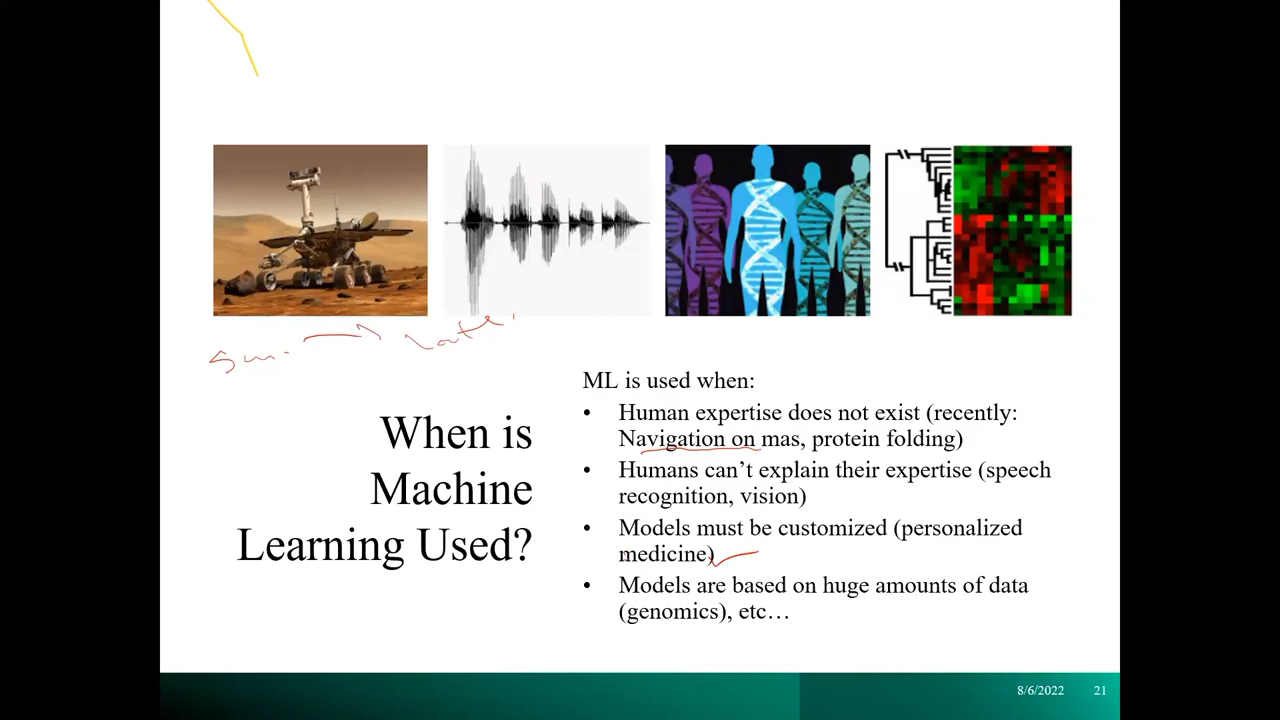 When is
Machine
Learning Used?
ML is used when:
• Human expertise does not exist (recently:
Navigation on mas, protein folding)
• Humans can’t explain their expertise (speech
recognition, vision)
• Models must be customized (personalized
medicine)
• Models are based on huge amounts of data
(genomics), etc…
8/6/2022 21